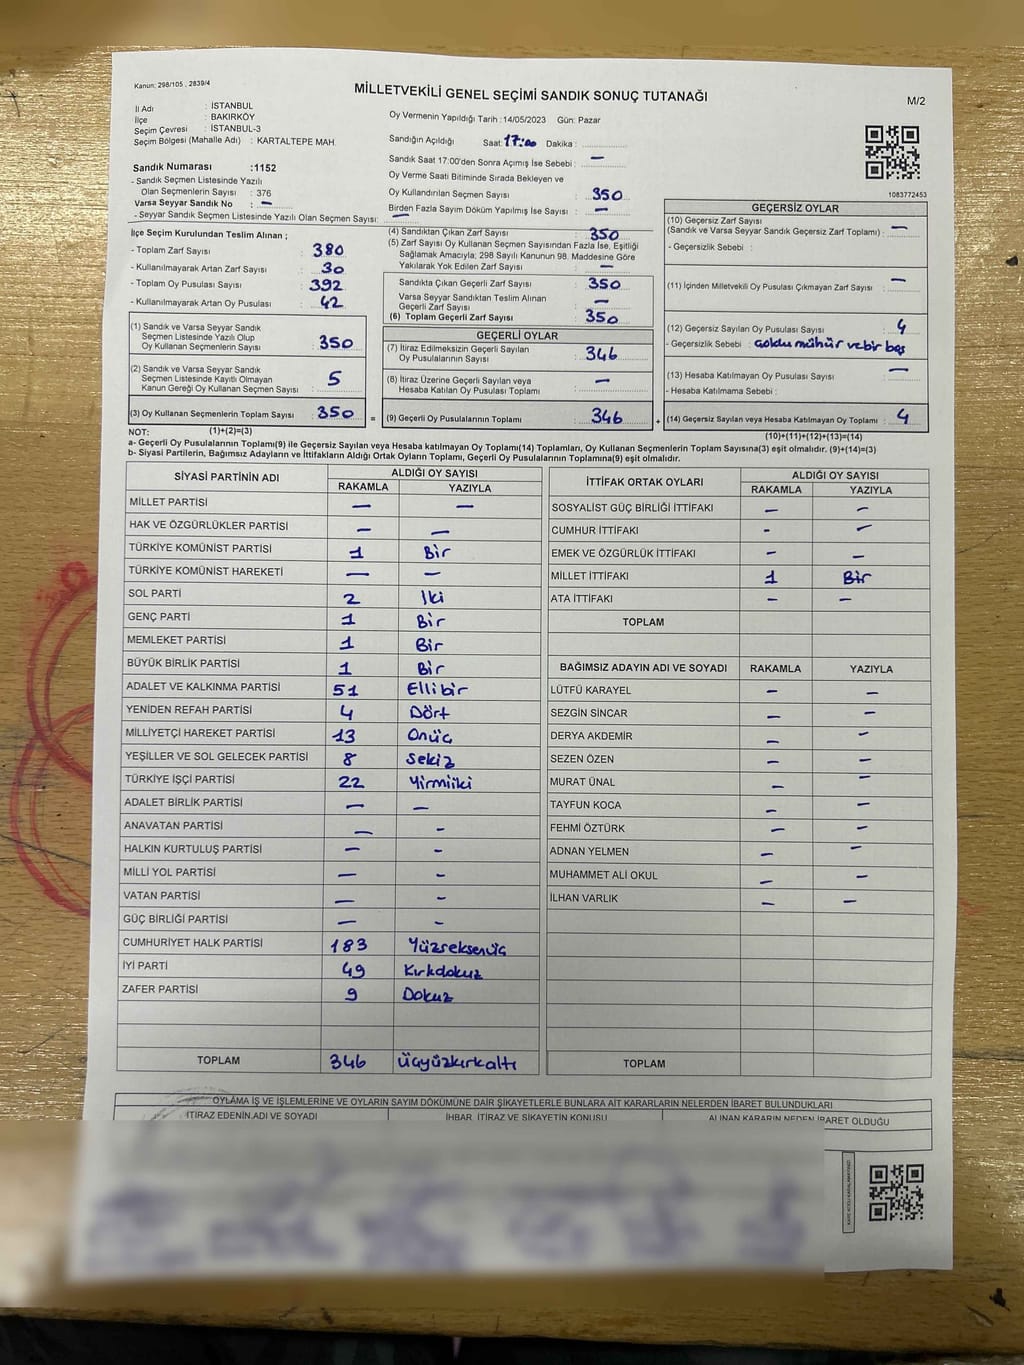 Kanun: 298/105 , 2839/4
MİLLETVEKİLİ GENEL SEÇİMİ SANDIK SONUÇ TUTANAĞI
M/2
İl Adı : İSTANBUL
İlçe : BAKIRKÖY
Seçim Çevresi : İSTANBUL-3
Seçim Bölgesi (Mahalle Adı) : KARTALTEPE MAH.
Sandık Numarası :1152
- Sandık Seçmen Listesinde Yazılı
Olan Seçmenlerin Sayısı : 376
Varsa Seyyar Sandık No : —
- Seyyar Sandık Seçmen Listesinde Yazılı Olan Seçmen Sayısı: —
Oy Vermenin Yapıldığı Tarih :14/05/2023 Gün: Pazar
Sandığın Açıldığı Saat: 17:00 Dakika :
Sandık Saat 17:00'den Sonra Açımış İse Sebebi : —
Oy Verme Saati Bitiminde Sırada Bekleyen ve
Oy Kullandırılan Seçmen Sayısı : 350
Birden Fazla Sayım Döküm Yapılmış İse Sayısı : —
1083772453
İlçe Seçim Kurulundan Teslim Alınan ;
- Toplam Zarf Sayısı : 380
- Kullanılmayarak Artan Zarf Sayısı : 30
- Toplam Oy Pusulası Sayısı : 392
- Kullanılmayarak Artan Oy Pusulası : 42
(4) Sandıktan Çıkan Zarf Sayısı : 350
(5) Zarf Sayısı Oy Kullanan Seçmen Sayısından Fazla İse, Eşitliği
Sağlamak Amacıyla; 298 Sayılı Kanunun 98. Maddesine Göre
Yakılarak Yok Edilen Zarf Sayısı : —
Sandıkta Çıkan Geçerli Zarf Sayısı : 350
Varsa Seyyar Sandıktan Teslim Alınan
Geçerli Zarf Sayısı : —
(6) Toplam Geçerli Zarf Sayısı : 350
(1) Sandık ve Varsa Seyyar Sandık
Seçmen Listesinde Yazılı Olup
Oy Kullanan Seçmenlerin Sayısı : 350
(2) Sandık ve Varsa Seyyar Sandık
Seçmen Listesinde Kayıtlı Olmayan
Kanun Gereği Oy Kullanan Seçmen Sayısı : 5
(3) Oy Kullanan Seçmenlerin Toplam Sayısı : 350 =
GEÇERLİ OYLAR
(7) İtiraz Edilmeksizin Geçerli Sayılan
Oy Pusulalarının Sayısı : 346
(8) İtiraz Üzerine Geçerli Sayılan veya
Hesaba Katılan Oy Pusulaları Toplamı : —
(9) Geçerli Oy Pusulalarının Toplamı : 346 +
GEÇERSİZ OYLAR
(10) Geçersiz Zarf Sayısı
(Sandık ve Varsa Seyyar Sandık Geçersiz Zarf Toplamı) : —
- Geçersizlik Sebebi :
(11) İçinden Milletvekili Oy Pusulası Çıkmayan Zarf Sayısı : —
(12) Geçersiz Sayılan Oy Pusulası Sayısı : 4
- Geçersizlik Sebebi : mühür ve bir boş
(13) Hesaba Katılmayan Oy Pusulası Sayısı : —
- Hesaba Katılmama Sebebi :
(14) Geçersiz Sayılan veya Hesaba Katılmayan Oy Toplamı : 4
NOT: (1)+(2)=(3)
(10)+(11)+(12)+(13)=(14)
a- Geçerli Oy Pusulalarının Toplamı(9) ile Geçersiz Sayılan veya Hesaba katılmayan Oy Toplamı(14) Toplamları, Oy Kullanan Seçmenlerin Toplam Sayısına(3) eşit olmalıdır. (9)+(14)=(3)
b- Siyasi Partilerin, Bağımsız Adayların ve İttifakların Aldığı Ortak Oyların Toplamı, Geçerli Oy Pusulalarının Toplamına(9) eşit olmalıdır.
SİYASİ PARTİNİN ADI ALDIĞI OY SAYISI
RAKAMLA YAZIYLA
MİLLET PARTİSİ — —
HAK VE ÖZGÜRLÜKLER PARTİSİ — —
TÜRKİYE KOMÜNİST PARTİSİ 1 Bir
TÜRKİYE KOMÜNİST HAREKETİ — —
SOL PARTİ 2 İki
GENÇ PARTİ 1 Bir
MEMLEKET PARTİSİ 1 Bir
BÜYÜK BİRLİK PARTİSİ 1 Bir
ADALET VE KALKINMA PARTİSİ 51 Ellibir
YENİDEN REFAH PARTİSİ 4 Dört
MİLLİYETÇİ HAREKET PARTİSİ 13 Onüç
YEŞİLLER VE SOL GELECEK PARTİSİ 8 Sekiz
TÜRKİYE İŞÇİ PARTİSİ 22 Yirmiiki
ADALET BİRLİK PARTİSİ — —
ANAVATAN PARTİSİ — -
HALKIN KURTULUŞ PARTİSİ — -
MİLLİ YOL PARTİSİ — -
VATAN PARTİSİ — -
GÜÇ BİRLİĞİ PARTİSİ — -
CUMHURİYET HALK PARTİSİ 183 Yüzseksenüç
İYİ PARTİ 49 Kırkdokuz
ZAFER PARTİSİ 9 Dokuz
TOPLAM 346 Üçyüzkırkaltı
İTTİFAK ORTAK OYLARI ALDIĞI OY SAYISI
RAKAMLA YAZIYLA
SOSYALİST GÜÇ BİRLİĞİ İTTİFAKI — —
CUMHUR İTTİFAKI - —
EMEK VE ÖZGÜRLÜK İTTİFAKI — —
MİLLET İTTİFAKI 1 Bir
ATA İTTİFAKI — —
TOPLAM
BAĞIMSIZ ADAYIN ADI VE SOYADI RAKAMLA YAZIYLA
LÜTFÜ KARAYEL — —
SEZGİN SİNCAR — —
DERYA AKDEMİR — —
SEZEN ÖZEN — —
MURAT ÜNAL — —
TAYFUN KOCA — —
FEHMİ ÖZTÜRK — —
ADNAN YELMEN — —
MUHAMMET ALİ OKUL — —
İLHAN VARLIK — —
TOPLAM
OYLAMA İŞ VE İŞLEMLERİNE VE OYLARIN SAYIM DÖKÜMÜNE DAİR ŞİKAYETLERLE BUNLARA AİT KARARLARIN NELERDEN İBARET BULUNDUKLARI
İTİRAZ EDENİN ADI VE SOYADI İHBAR, İTİRAZ VE ŞİKAYETİN KONUSU ALINAN KARARIN NEDEN İBARET OLDUĞU